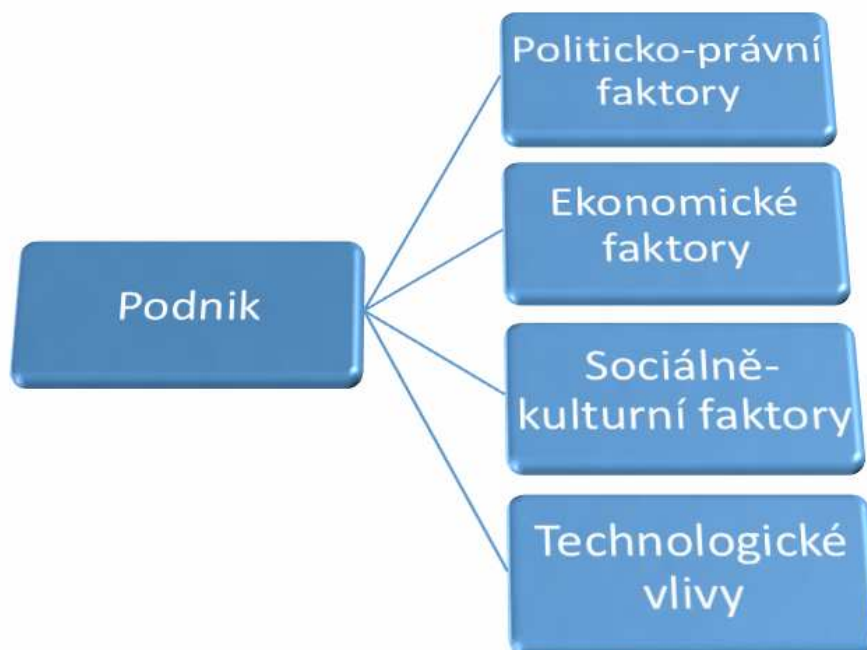 Politicko-právní
faktory
Ekonomické
faktory
Podnik
Sociálně-
kulturní faktory
Technologické
vlivy